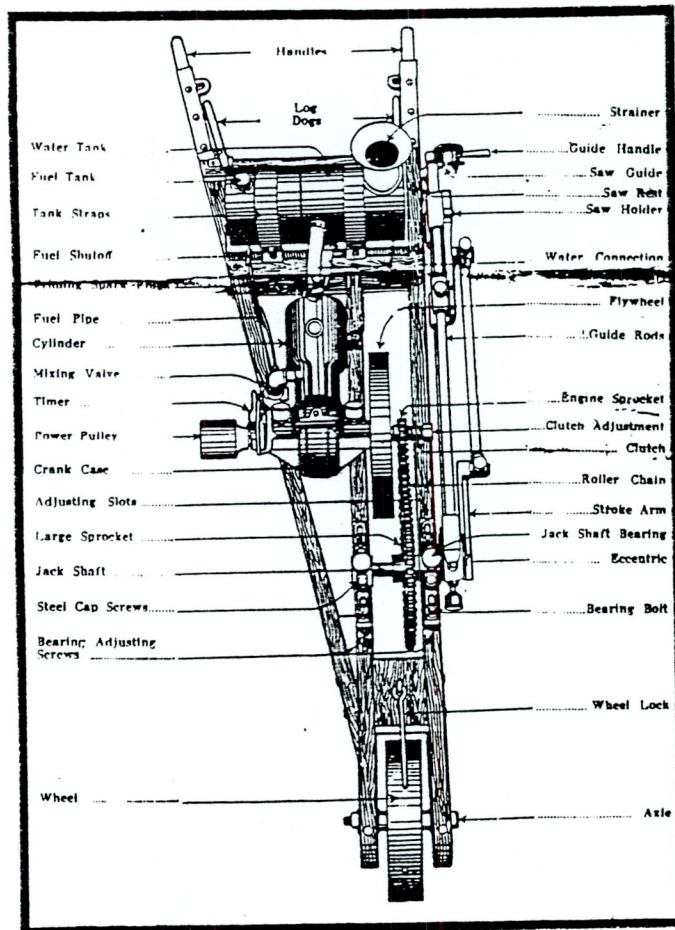 Handles
Log
Dogs
Water Tank
Fuel Tank
Tank Straps
Fuel Shutoff
Priming Spark Plug
Fuel Pipe
Cylinder
Mixing Valve
Timer
Power Pulley
Crank Case
Adjusting Slots
Large Sprocket
Jack Shaft
Steel Cap Screws
Bearing Adjusting
Screws
Wheel
Strainer
Guide Handle
Saw Guide
Saw Rest
Saw Holder
Water Connection
Flywheel
Guide Rods
Engine Sprocket
Clutch Adjustment
Clutch
Roller Chain
Stroke Arm
Jack Shaft Bearing
Eccentric
Bearing Bolt
Wheel Lock
Axle